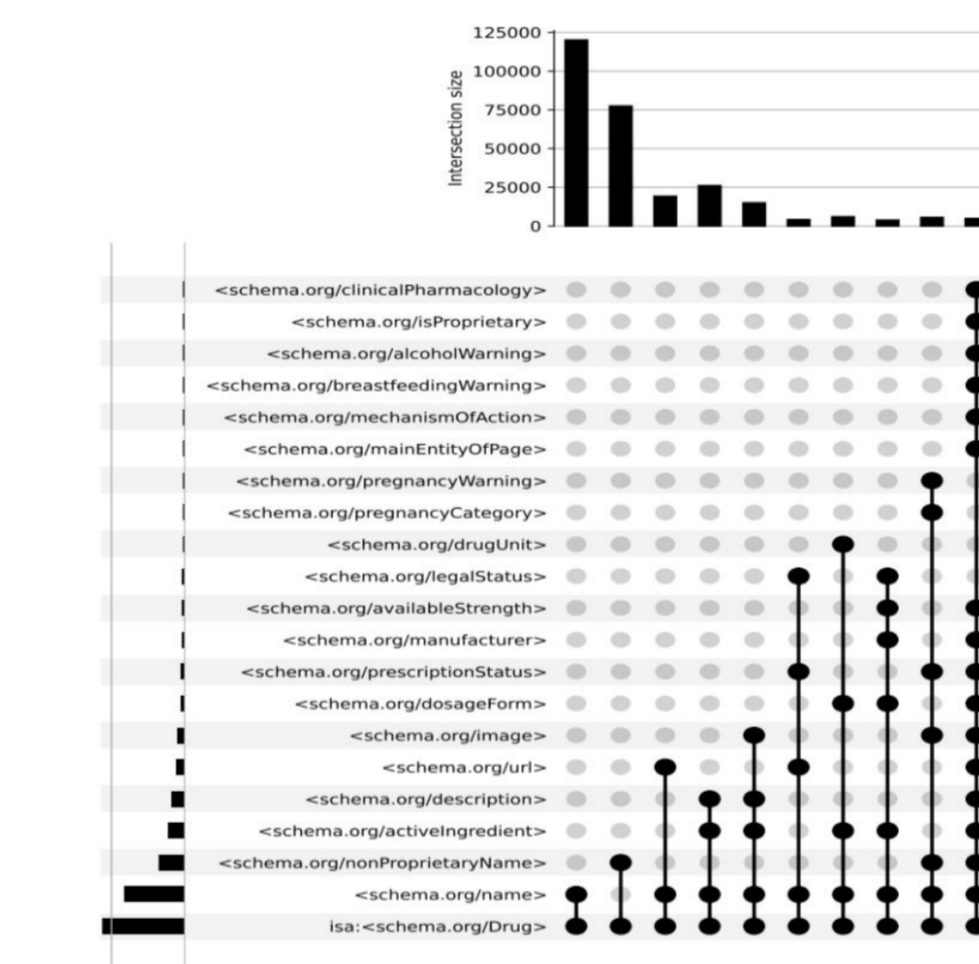 125000
100000
75000
50000
25000
0
Intersection size
<schema.org/clinicalPharmacology>
<schema.org/isProprietary>
<schema.org/alcoholWarning>
<schema.org/breastfeedingWarning>
<schema.org/mechanismOfAction>
<schema.org/mainEntityOfPage>
<schema.org/pregnancyWarning>
<schema.org/pregnancyCategory>
<schema.org/drugUnit>
<schema.org/legalStatus>
<schema.org/availableStrength>
<schema.org/manufacturer>
<schema.org/prescriptionStatus>
<schema.org/dosageForm>
<schema.org/image>
<schema.org/url>
<schema.org/description>
<schema.org/activeIngredient>
<schema.org/nonProprietaryName>
<schema.org/name>
isa:<schema.org/Drug>